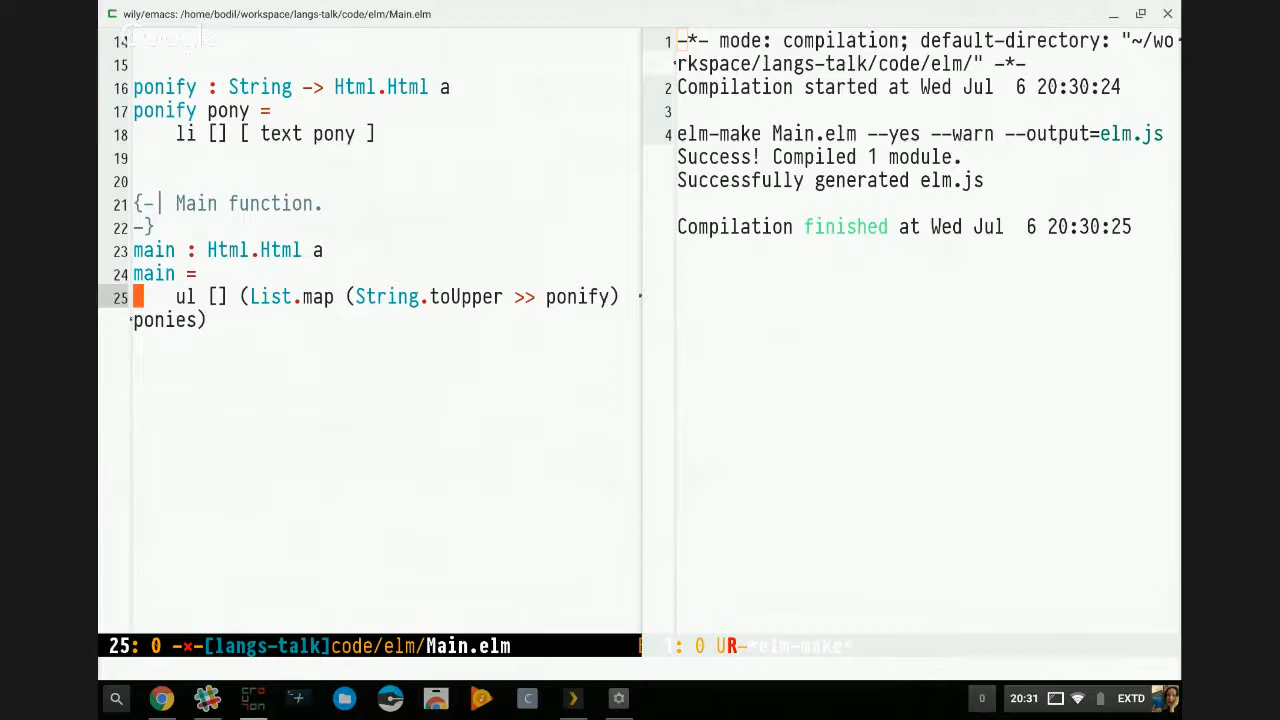 wily/emacs: /home/bodil/workspace/langs-talk/code/elm/Main.elm
14
15
16 ponify : String -> Html.Html a
17 ponify pony =
18 li [] [ text pony ]
19
20
21 {-| Main function.
22 -}
23 main : Html.Html a
24 main =
25 ul [] (List.map (String.toUpper >> ponify)
ponies)
25: 0 -×-[langs-talk]code/elm/Main.elm
1 -*- mode: compilation; default-directory: "~/wo
rkspace/langs-talk/code/elm/" -*-
2 Compilation started at Wed Jul  6 20:30:24
3
4 elm-make Main.elm --yes --warn --output=elm.js
Success! Compiled 1 module.
Successfully generated elm.js
Compilation finished at Wed Jul  6 20:30:25
1: 0 UR- *elm-make*
0 20:31 EXTD